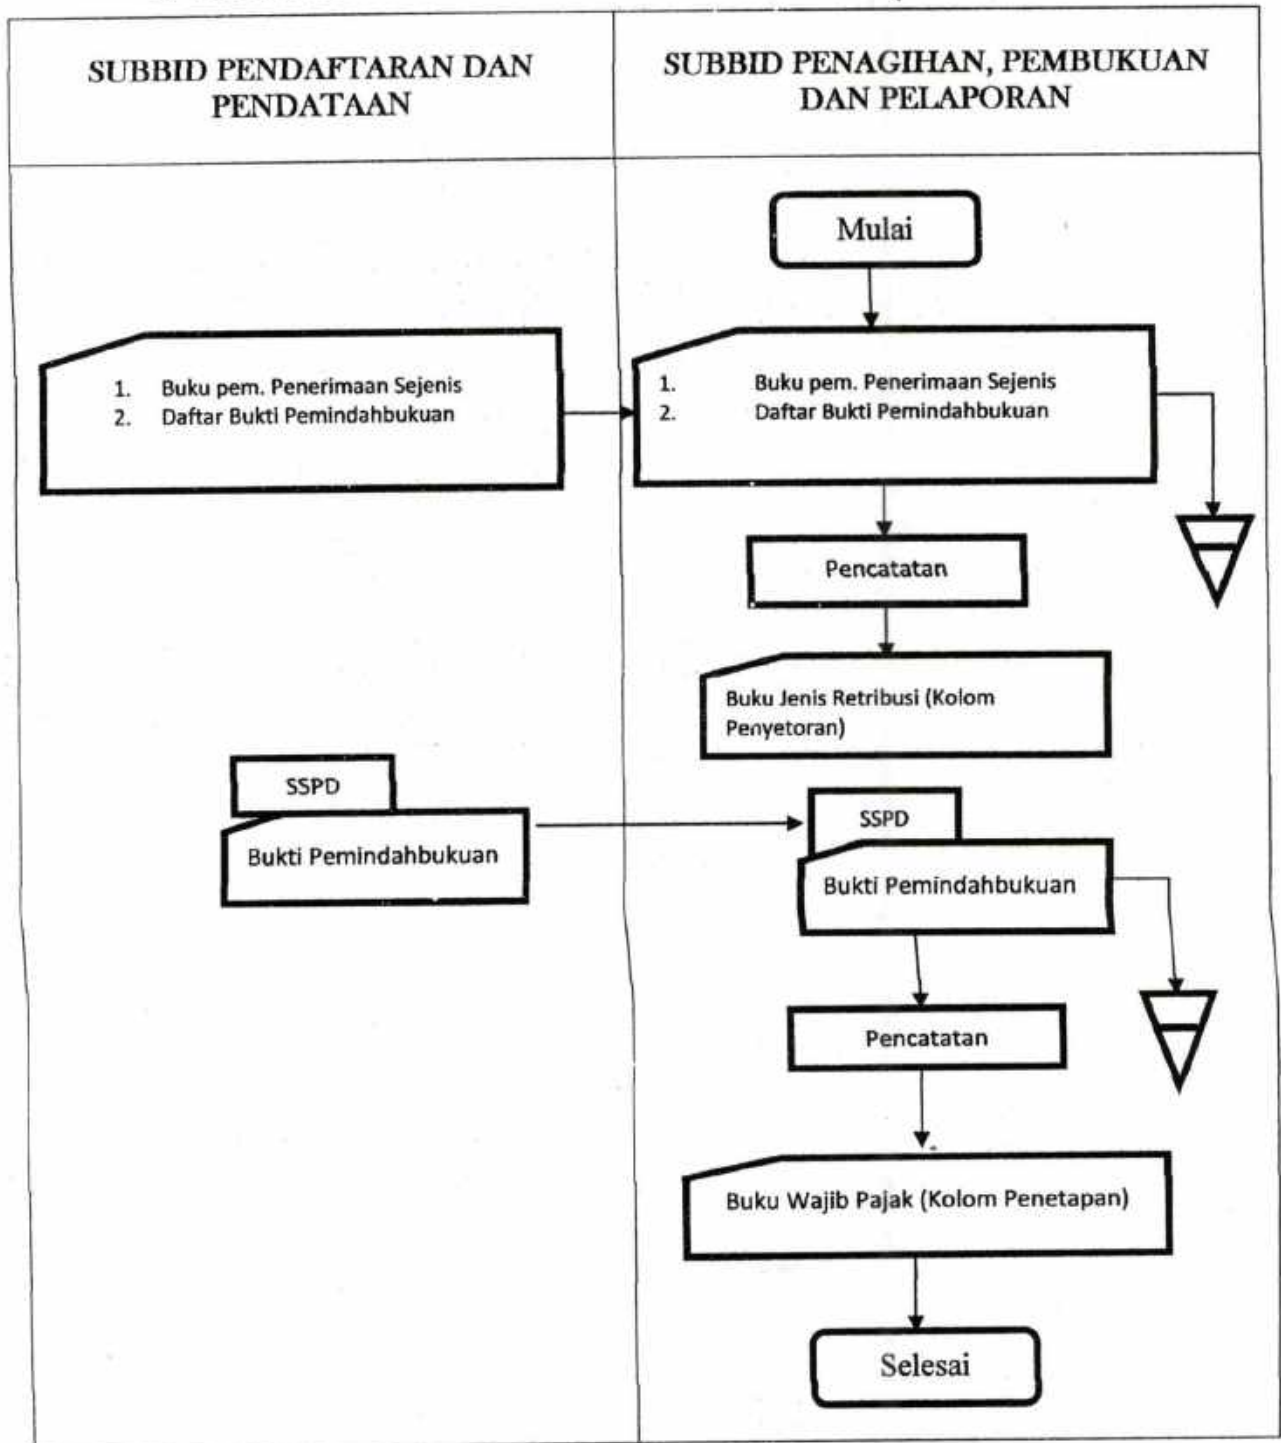 SUBBID PENDAFTARAN DAN
PENDATAAN
SUBBID PENAGIHAN, PEMBUKUAN
DAN PELAPORAN
Mulai
1. Buku pem. Penerimaan Sejenis
2. Daftar Bukti Pemindahbukuan
1. Buku pem. Penerimaan Sejenis
2. Daftar Bukti Pemindahbukuan
Pencatatan
Buku Jenis Retribusi (Kolom
Penyetoran)
SSPD
Bukti Pemindahbukuan
SSPD
Bukti Pemindahbukuan
Pencatatan
Buku Wajib Pajak (Kolom Penetapan)
Selesai